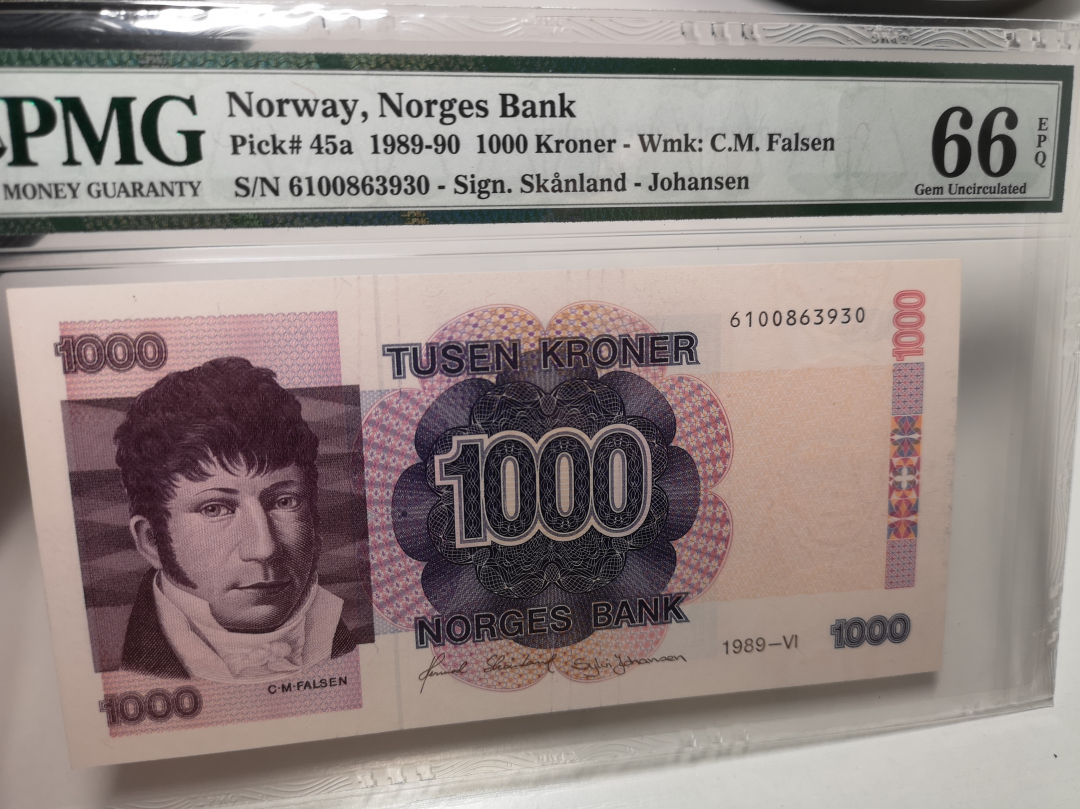 PMG
MONEY GUARANTY
Norway, Norges Bank
Pick# 45a 1989-90 1000 Kroner - Wmk: C.M. Falsen
S/N 6100863930 - Sign. Skånland - Johansen
66
EPQ
Gem Uncirculated
1000
TUSEN KRONER
6100863930
1000
1000
NORGES BANK
1989-VI
1000
C·M·FALSEN
1000